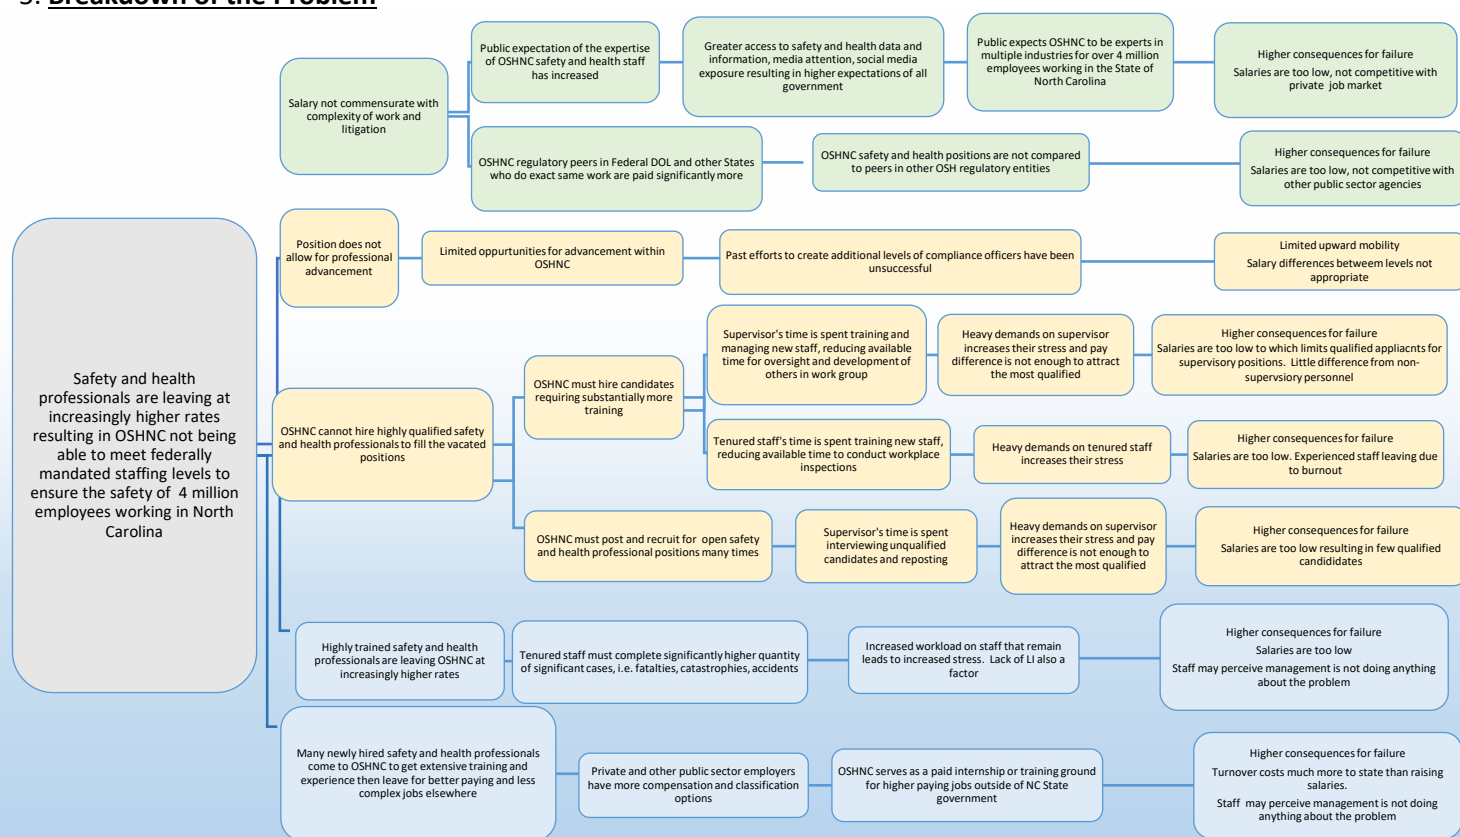 5. Breakdown of the Problem
Public expectation of the expertise
of OSHNC safety and health staff
has increased
Greater access to safety and health data and
information, media attention, social media
exposure resulting in higher expectations of all
government
Public expects OSHNC to be experts in
multiple industries for over 4 million
employees working in the State of
North Carolina
Higher consequences for failure
Salaries are too low, not competitive with
private job market
Salary not commensurate with
complexity of work and
litigation
OSHNC regulatory peers in Federal DOL and other States
who do exact same work are paid significantly more
OSHNC safety and health positions are not compared
to peers in other OSH regulatory entities
Higher consequences for failure
Salaries are too low, not competitive with
other public sector agencies
Position does not
allow for professional
advancement
Limited oppurtunities for advancement within
OSHNC
Past efforts to create additional levels of compliance officers have been
unsuccessful
Limited upward mobility
Salary differences betweem levels not
appropriate
Safety and health
professionals are leaving at
increasingly higher rates
resulting in OSHNC not being
able to meet federally
mandated staffing levels to
ensure the safety of 4 million
employees working in North
Carolina
OSHNC cannot hire highly qualified safety
and health professionals to fill the vacated
positions
OSHNC must hire candidates
requiring substantially more
training
Supervisor's time is spent training and
managing new staff, reducing available
time for oversight and development of
others in work group
Heavy demands on supervisor
increases their stress and pay
difference is not enough to attract
the most qualified
Higher consequences for failure
Salaries are too low to which limits qualified appliacnts for
supervisory positions. Little difference from non-
supervsiory personnel
Tenured staff's time is spent training new staff,
reducing available time to conduct workplace
inspections
Heavy demands on tenured staff
increases their stress
Higher consequences for failure
Salaries are too low. Experienced staff leaving due
to burnout
OSHNC must post and recruit for open safety
and health professional positions many times
Supervisor's time is spent
interviewing unqualified
candidates and reposting
Heavy demands on supervisor
increases their stress and pay
difference is not enough to
attract the most qualified
Higher consequences for failure
Salaries are too low resulting in few qualified
candididates
Highly trained safety and health
professionals are leaving OSHNC at
increasingly higher rates
Tenured staff must complete significantly higher quantity
of significant cases, i.e. fatalties, catastrophies, accidents
Increased workload on staff that remain
leads to increased stress. Lack of LI also a
factor
Higher consequences for failure
Salaries are too low
Staff may perceive management is not doing anything
about the problem
Many newly hired safety and health professionals
come to OSHNC to get extensive training and
experience then leave for better paying and less
complex jobs elsewhere
Private and other public sector employers
have more compensation and classification
options
OSHNC serves as a paid internship or training ground
for higher paying jobs outside of NC State
government
Higher consequences for failure
Turnover costs much more to state than raising
salaries.
Staff may perceive management is not doing
anything about the problem